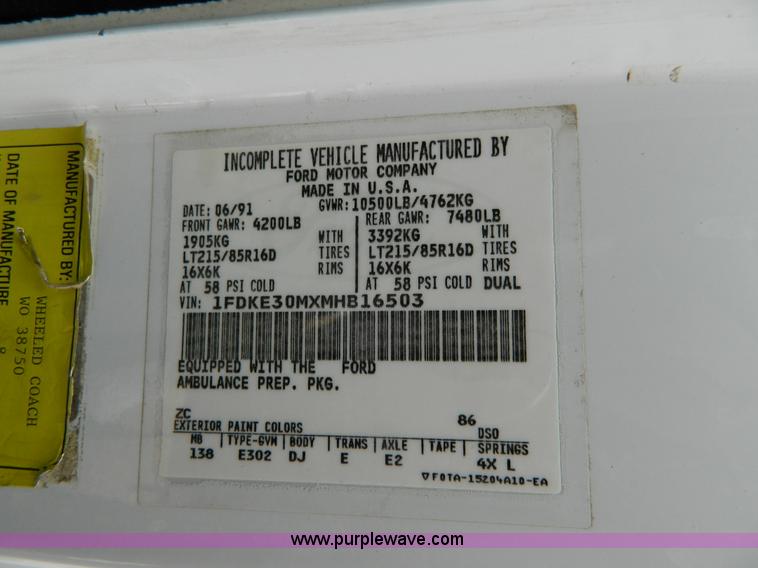 MANUFACTURED BY:
WHEELED COACH
WO 38750
DATE OF MANUFACTURE
8
INCOMPLETE VEHICLE MANUFACTURED BY
FORD MOTOR COMPANY
MADE IN U.S.A.
DATE: 06/91 GVWR:10500LB/4762KG
FRONT GAWR: 4200LB REAR GAWR: 7480LB
1905KG WITH 3392KG WITH
LT215/85R16D TIRES LT215/85R16D TIRES
16X6K RIMS 16X6K RIMS
AT 58 PSI COLD AT 58 PSI COLD DUAL
VIN: 1FDKE30MXMHB16503
EQUIPPED WITH THE FORD
AMBULANCE PREP. PKG.
ZC 86
EXTERIOR PAINT COLORS DSO
WB TYPE-GVM BODY TRANS AXLE TAPE SPRINGS
138 E302 DJ E E2 4X L
F0TA-15204A10-EA
www.purplewave.com